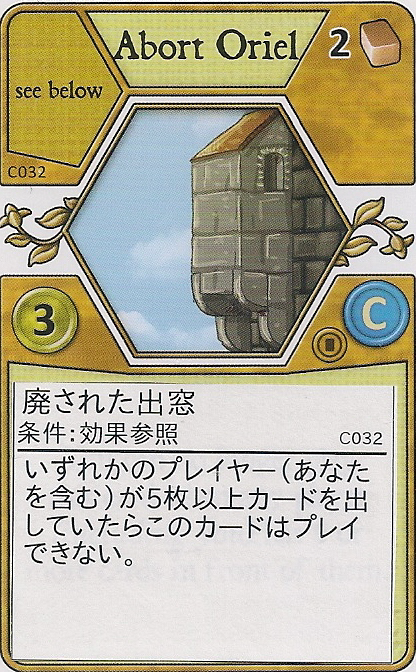 Abort Oriel
2
see below
C032
3
C
廃された出窓
条件:効果参照 C032
いずれかのプレイヤー(あなた
を含む)が5枚以上カードを出
していたらこのカードはプレイ
できない。